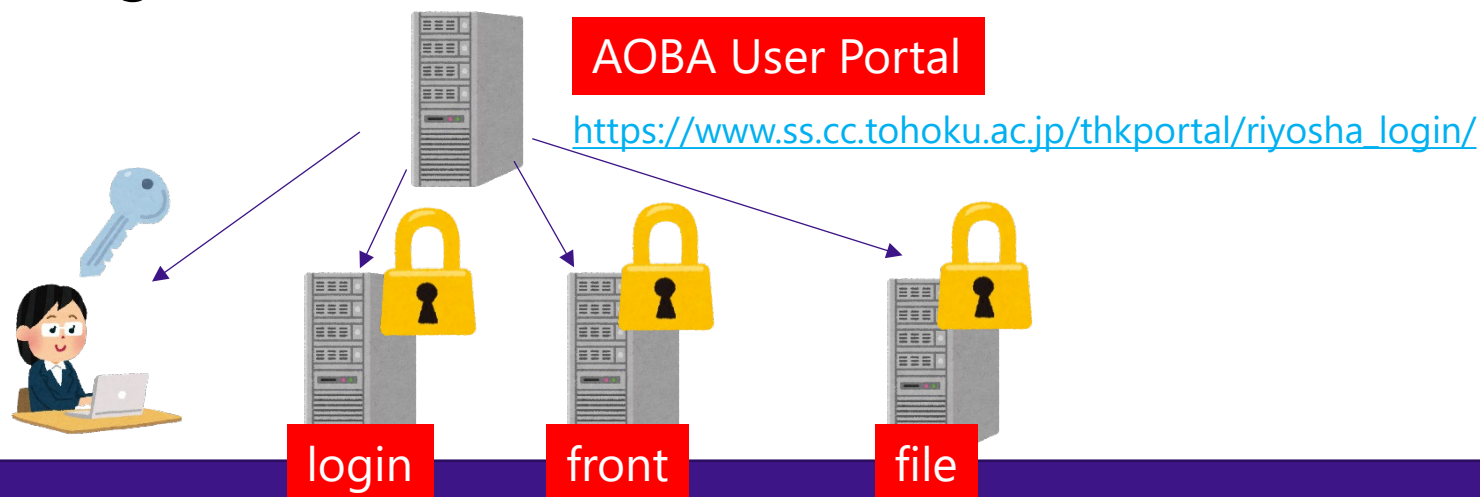 AOBA User Portal
https://www.ss.cc.tohoku.ac.jp/thkportal/riyosha_login/
login
front
file